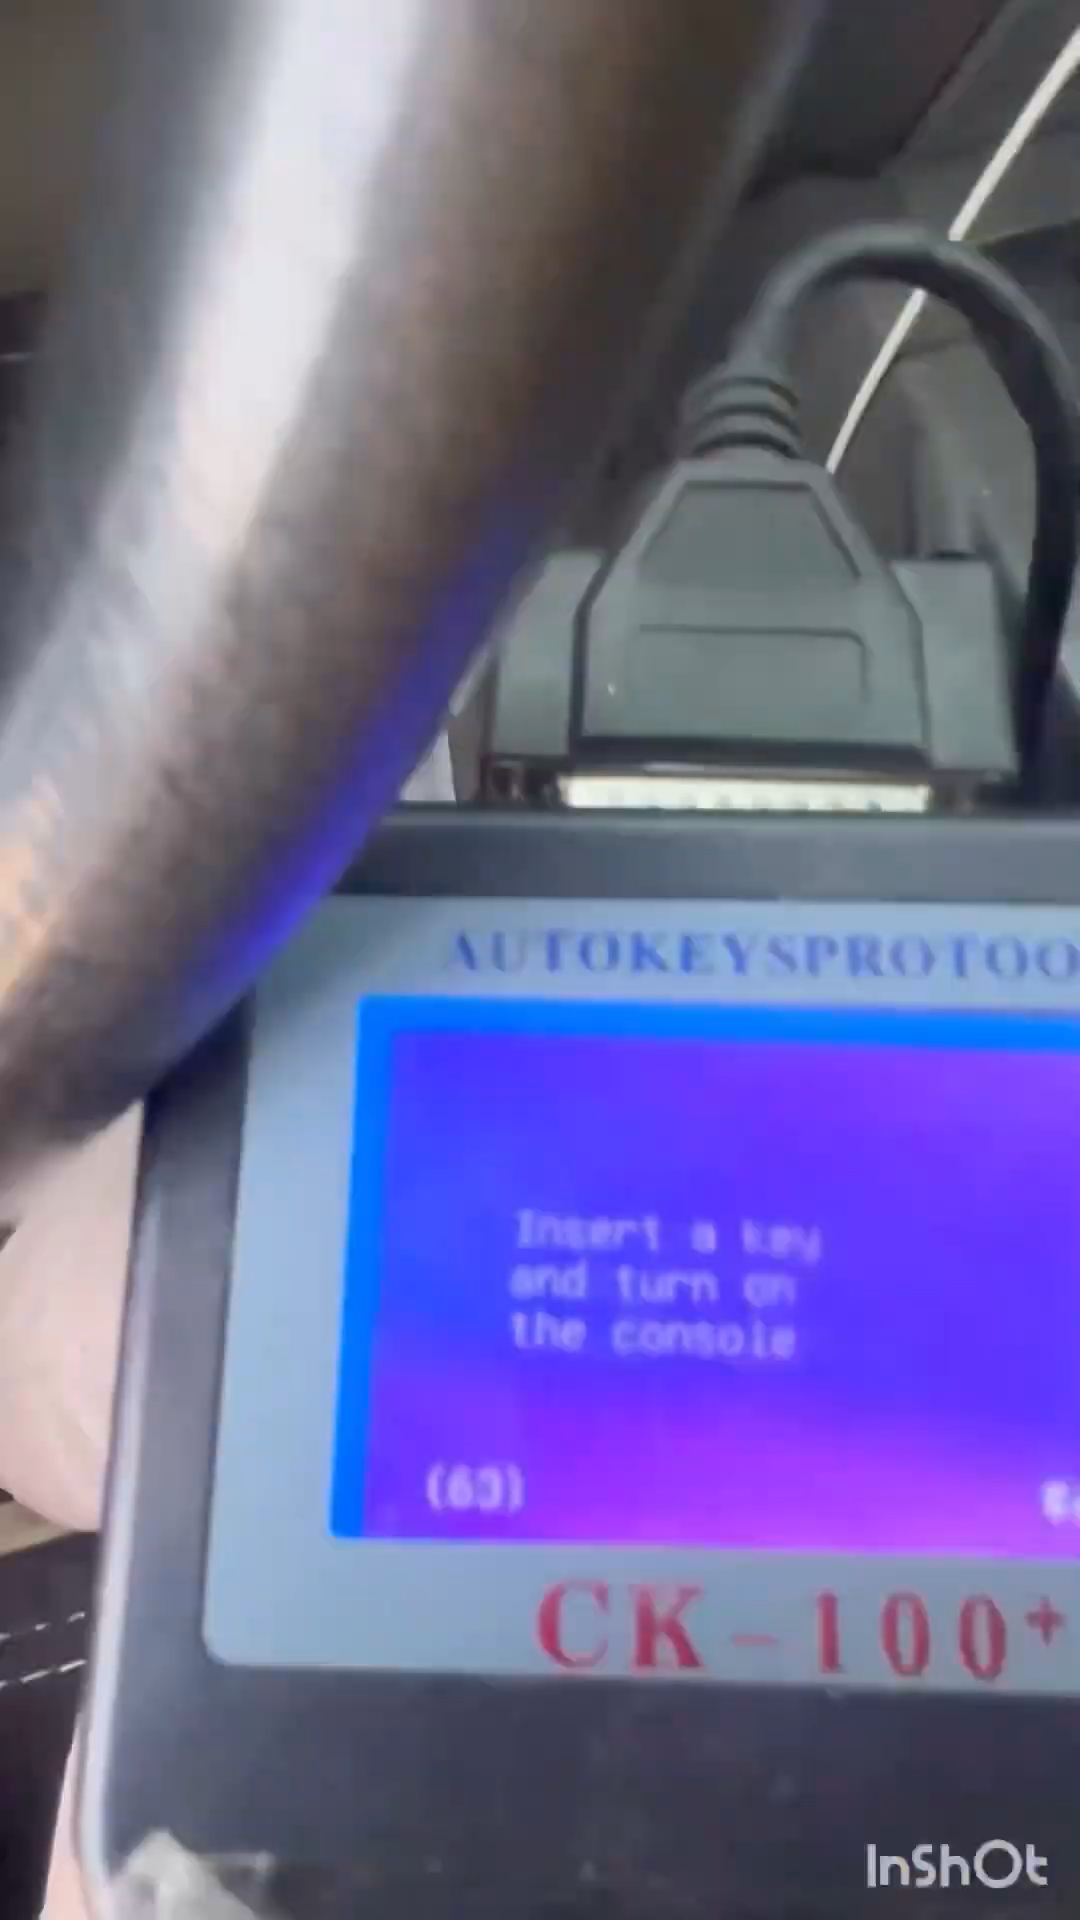 AUTOKEYSPROTOO
Insert a key
and turn on
the console
(63)
CK-100+
InShOt